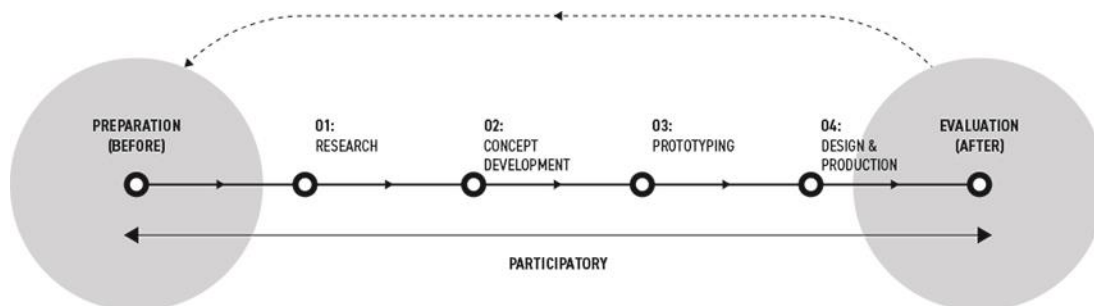 PREPARATION
(BEFORE)
01:
RESEARCH
02:
CONCEPT
DEVELOPMENT
03:
PROTOTYPING
04:
DESIGN &
PRODUCTION
EVALUATION
(AFTER)
PARTICIPATORY